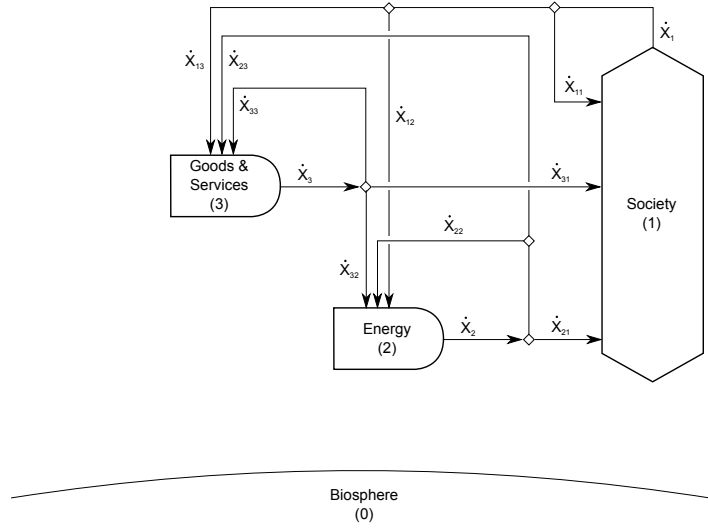 Ẋ₁
Ẋ₁₃
Ẋ₂₃
Ẋ₁₁
Ẋ₃₃
Ẋ₁₂
Goods &
Services
(3)
Ẋ₃
Ẋ₃₁
Society
(1)
Ẋ₂₂
Ẋ₃₂
Energy
(2)
Ẋ₂
Ẋ₂₁
Biosphere
(0)